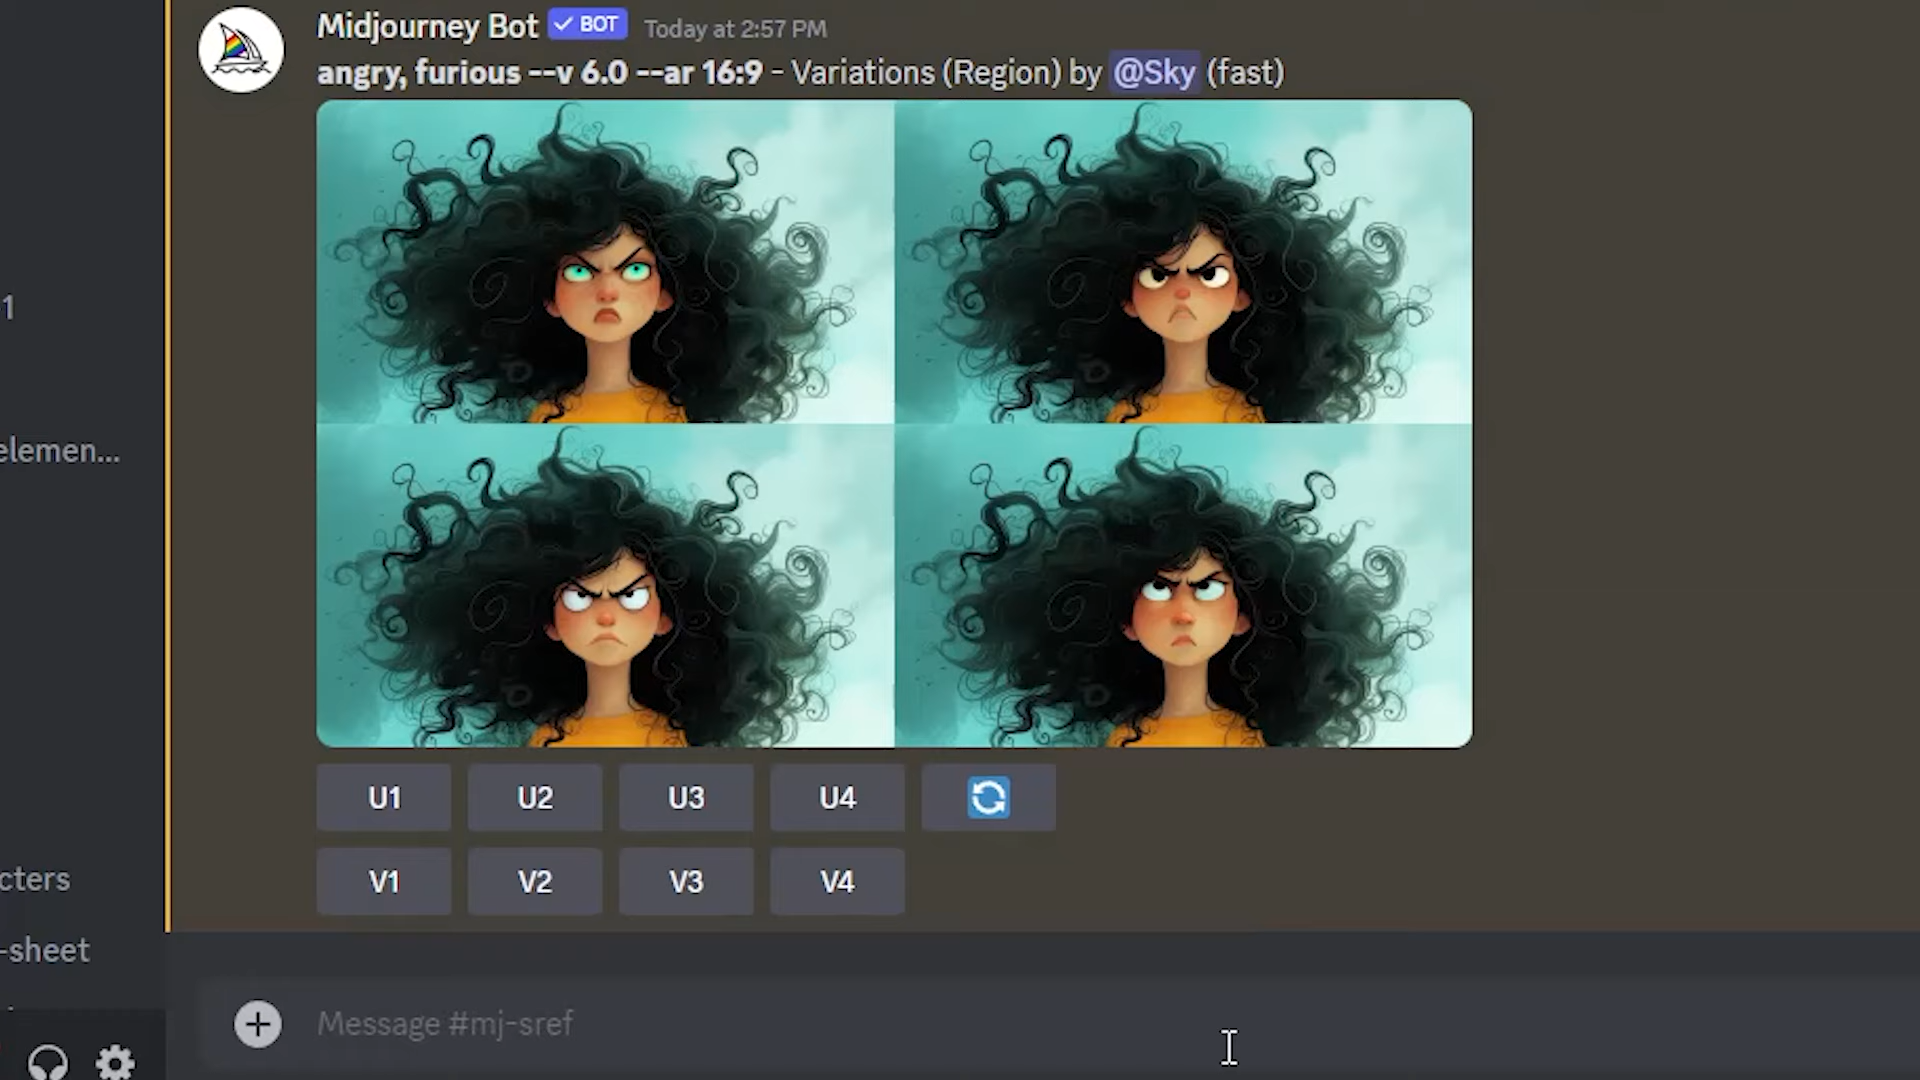 Midjourney Bot BOT Today at 2:57 PM
angry, furious --v 6.0 --ar 16:9 - Variations (Region) by @Sky (fast)
1
elemen...
U1 U2 U3 U4
V1 V2 V3 V4
cters
-sheet
Message #mj-sref